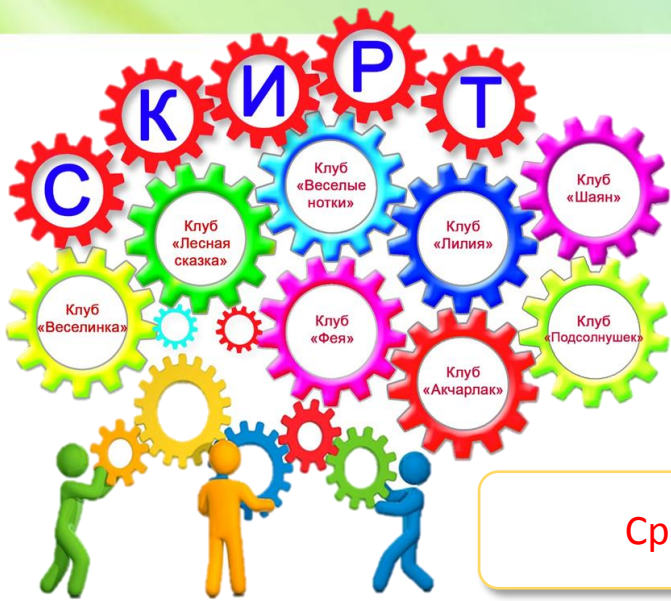 СКИРТ
Клуб
«Веселые
нотки»
Клуб
«Шаян»
Клуб
«Лесная
сказка»
Клуб
«Лилия»
Клуб
«Веселинка»
Клуб
«Фея»
Клуб
«Подсолнушек»
Клуб
«Акчарлак»
Ср